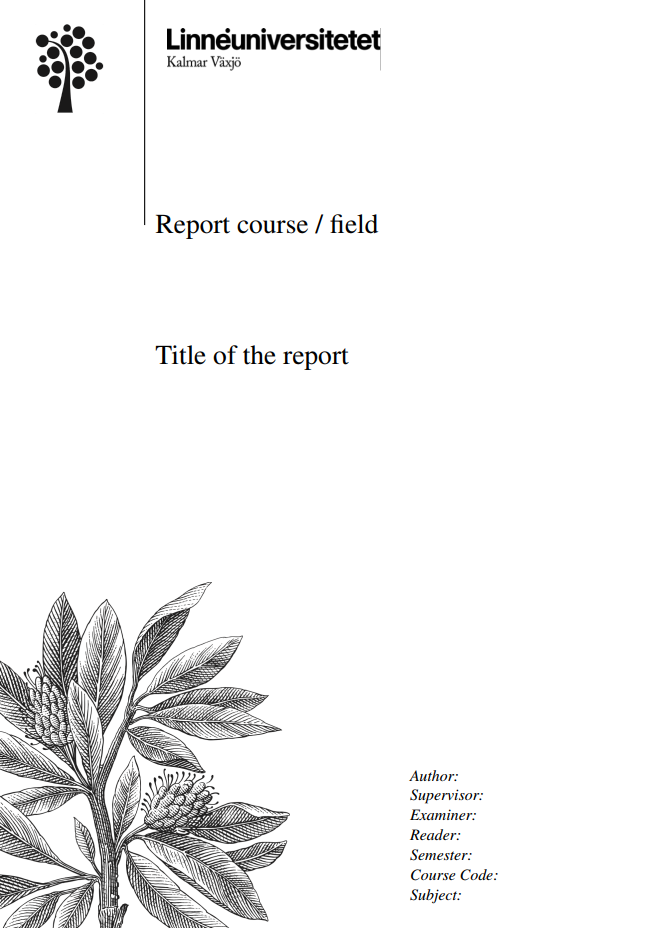 Linnéuniversitetet
Kalmar Växjö
Report course / field
Title of the report
Author:
Supervisor:
Examiner:
Reader:
Semester:
Course Code:
Subject: